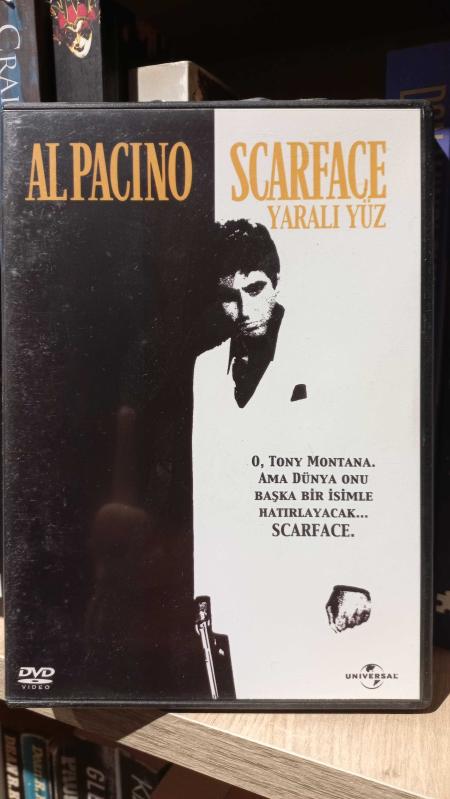 AL PACINO
SCARFACE
YARALI YÜZ
O, TONY MONTANA.
AMA DÜNYA ONU
BAŞKA BİR İSİMLE
HATIRLAYACAK...
SCARFACE.
DVD
VIDEO
UNIVERSAL